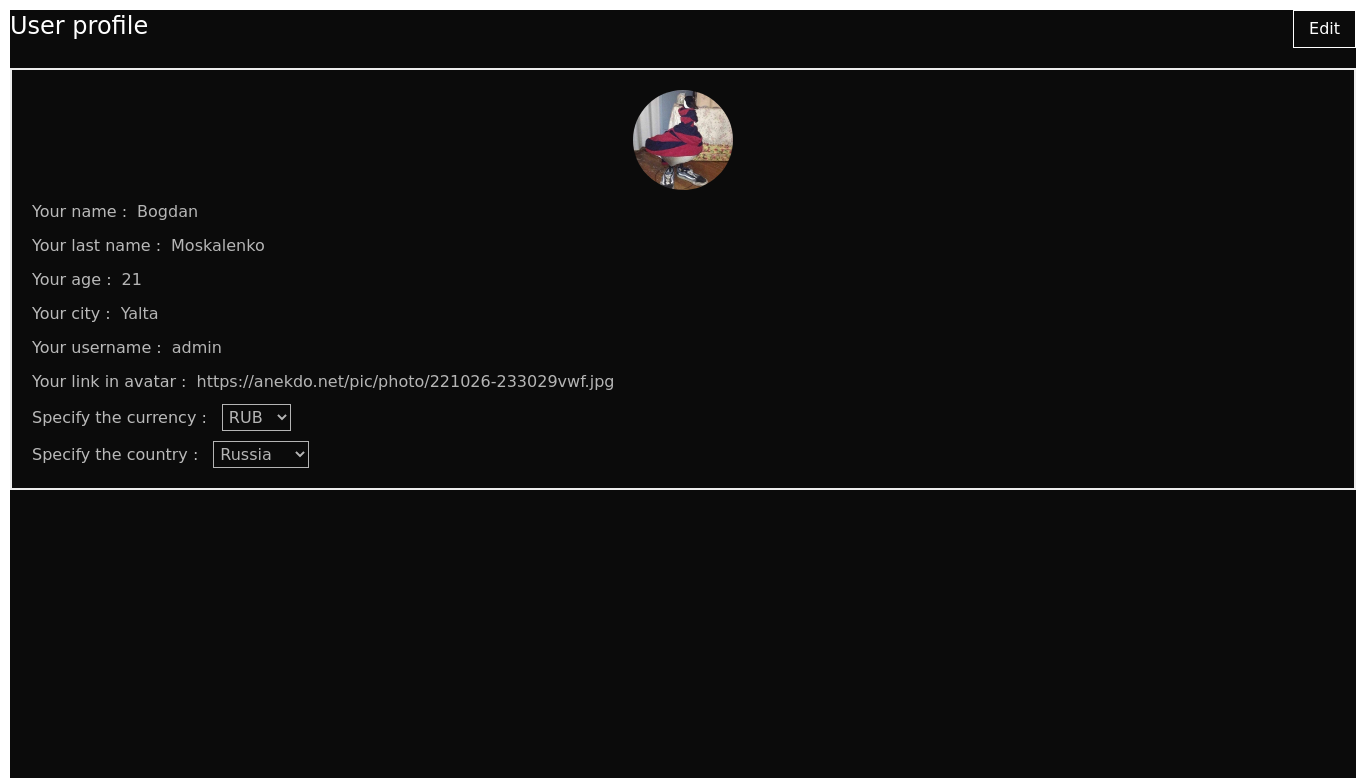 User profile
Edit
Your name : Bogdan
Your last name : Moskalenko
Your age : 21
Your city : Yalta
Your username : admin
Your link in avatar : https://anekdo.net/pic/photo/221026-233029vwf.jpg
Specify the currency : RUB
Specify the country : Russia